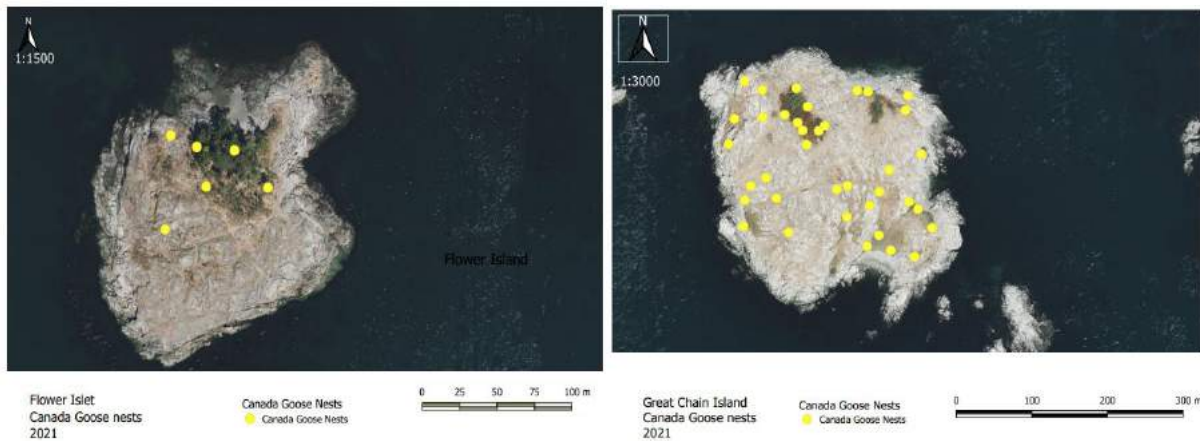 N
1:1500
Flower Island
Flower Islet
Canada Goose nests
2021
Canada Goose Nests
Canada Goose Nests
0 25 50 75 100 m
N
1:3000
Great Chain Island
Canada Goose nests
2021
Canada Goose Nests
Canada Goose Nests
0 100 200 300 m